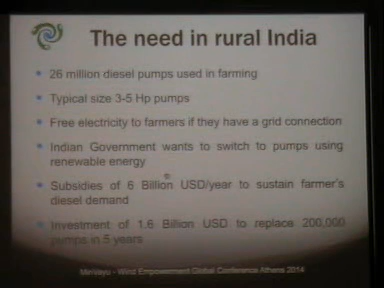 The need in rural India
26 million diesel pumps used in farming
Typical size 3-5 Hp pumps
Free electricity to farmers if they have a grid connection
Indian Government wants to switch to pumps using
renewable energy
Subsidies of 6 Billion USD/year to sustain farmer's
diesel demand
Investment of 1.6 Billion USD to replace 200,000
pumps in 5 years
MinVayu - Wind Empowerment Global Conference Athens 2014